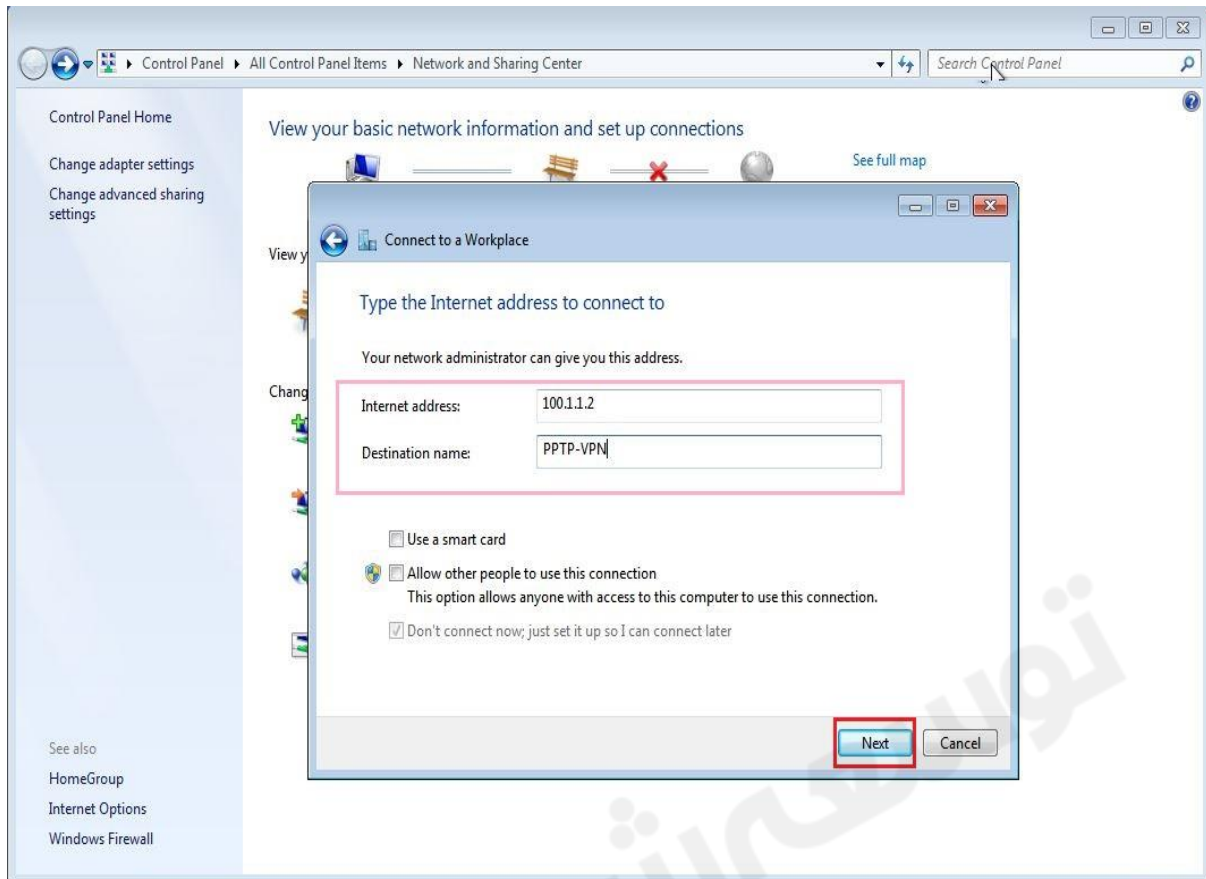 Control Panel ▸ All Control Panel Items ▸ Network and Sharing Center
Search Control Panel
Control Panel Home
Change adapter settings
Change advanced sharing
settings
See also
HomeGroup
Internet Options
Windows Firewall
View your basic network information and set up connections
See full map
View y
Chang
Connect to a Workplace
Type the Internet address to connect to
Your network administrator can give you this address.
Internet address: 100.1.1.2
Destination name: PPTP-VPN
Use a smart card
Allow other people to use this connection
This option allows anyone with access to this computer to use this connection.
Don't connect now; just set it up so I can connect later
Next Cancel